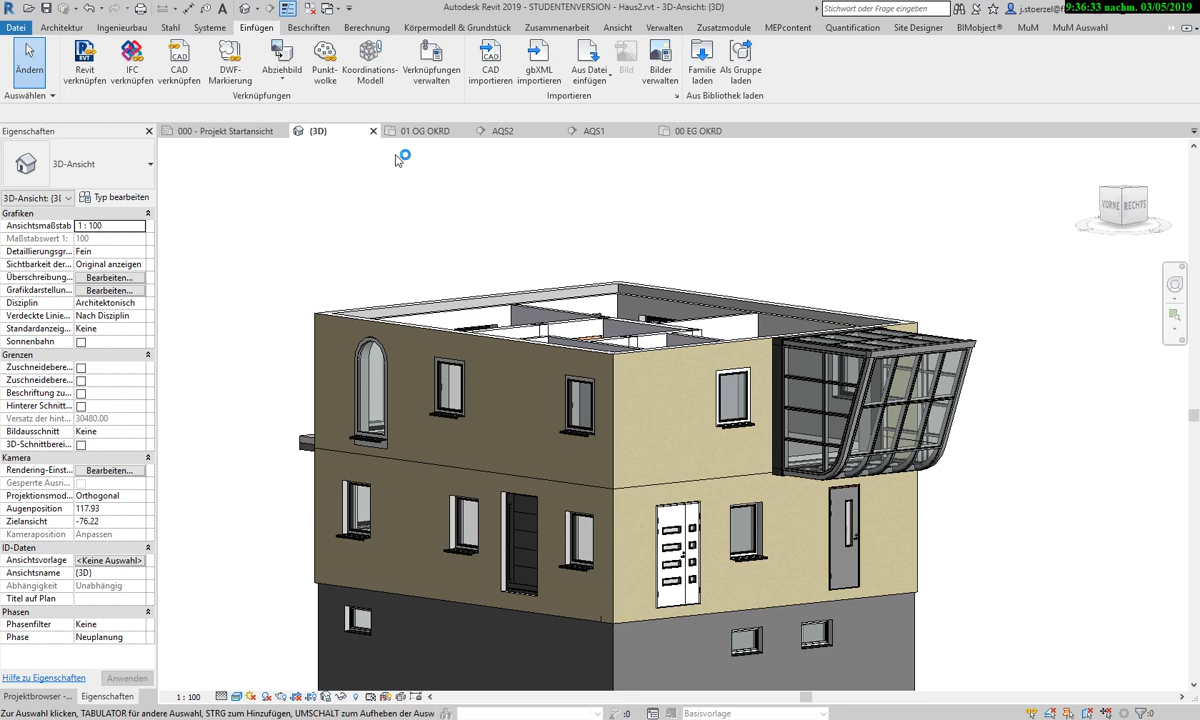 Autodesk Revit 2019 - STUDENTENVERSION - Haus2.rvt - 3D-Ansicht: {3D}
Stichwort oder Frage eingeben
j.stoerzel@f
9:36:33 nachm. 03/05/2019
Datei
Architektur
Ingenieurbau
Stahl
Systeme
Einfügen
Beschriften
Berechnung
Körpermodell & Grundstück
Zusammenarbeit
Ansicht
Verwalten
Zusatzmodule
MEPcontent
Quantification
Site Designer
BIMobject®
MuM
MuM Auswahl
Ändern
Revit verknüpfen
IFC verknüpfen
CAD verknüpfen
DWF-Markierung
Abziehbild
Punkt-wolke
Koordinations-Modell
Verknüpfungen verwalten
CAD importieren
gbXML importieren
Aus Datei einfügen
Bild
Bilder verwalten
Familie laden
Als Gruppe laden
Auswählen
Verknüpfungen
Importieren
Aus Bibliothek laden
Eigenschaften
000 - Projekt Startansicht
{3D}
01 OG OKRD
AQS2
AQS1
00 EG OKRD
3D-Ansicht
3D-Ansicht: {3I
Typ bearbeiten
Grafiken
Ansichtsmaßstab 1 : 100
Maßstabswert 1: 100
Detaillierungsgr... Fein
Sichtbarkeit der... Original anzeigen
Überschreibung... Bearbeiten...
Grafikdarstellun... Bearbeiten...
Disziplin Architektonisch
Verdeckte Linie... Nach Disziplin
Standardanzeig... Keine
Sonnenbahn
Grenzen
Zuschneidebere...
Zuschneidebere...
Beschriftung zu...
Hinterer Schnitt...
Versatz der hint... 30480.00
Bildausschnitt Keine
3D-Schnittberei...
Kamera
Rendering-Einst... Bearbeiten...
Gesperrte Ausri...
Projektionsmod... Orthogonal
Augenposition 117.93
Zielansicht -76.22
Kameraposition Anpassen
ID-Daten
Ansichtsvorlage <Keine Auswahl>
Ansichtsname {3D}
Abhängigkeit Unabhängig
Titel auf Plan
Phasen
Phasenfilter Keine
Phase Neuplanung
Hilfe zu Eigenschaften
Anwenden
Projektbrowser -...
Eigenschaften
VORNE
RECHTS
1 : 100
Zur Auswahl klicken, TABULATOR für andere Auswahl, STRG zum Hinzufügen, UMSCHALT zum Aufheben der Ausw
:0
Basisvorlage
:0